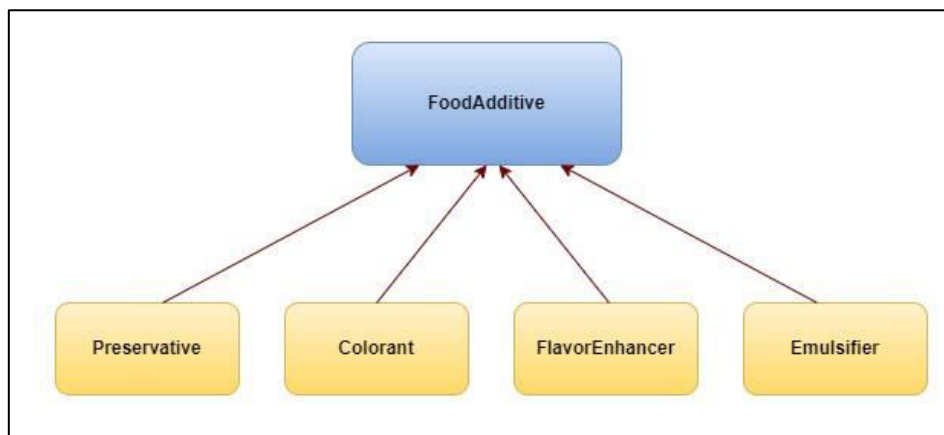 FoodAdditive
Preservative
Colorant
FlavorEnhancer
Emulsifier